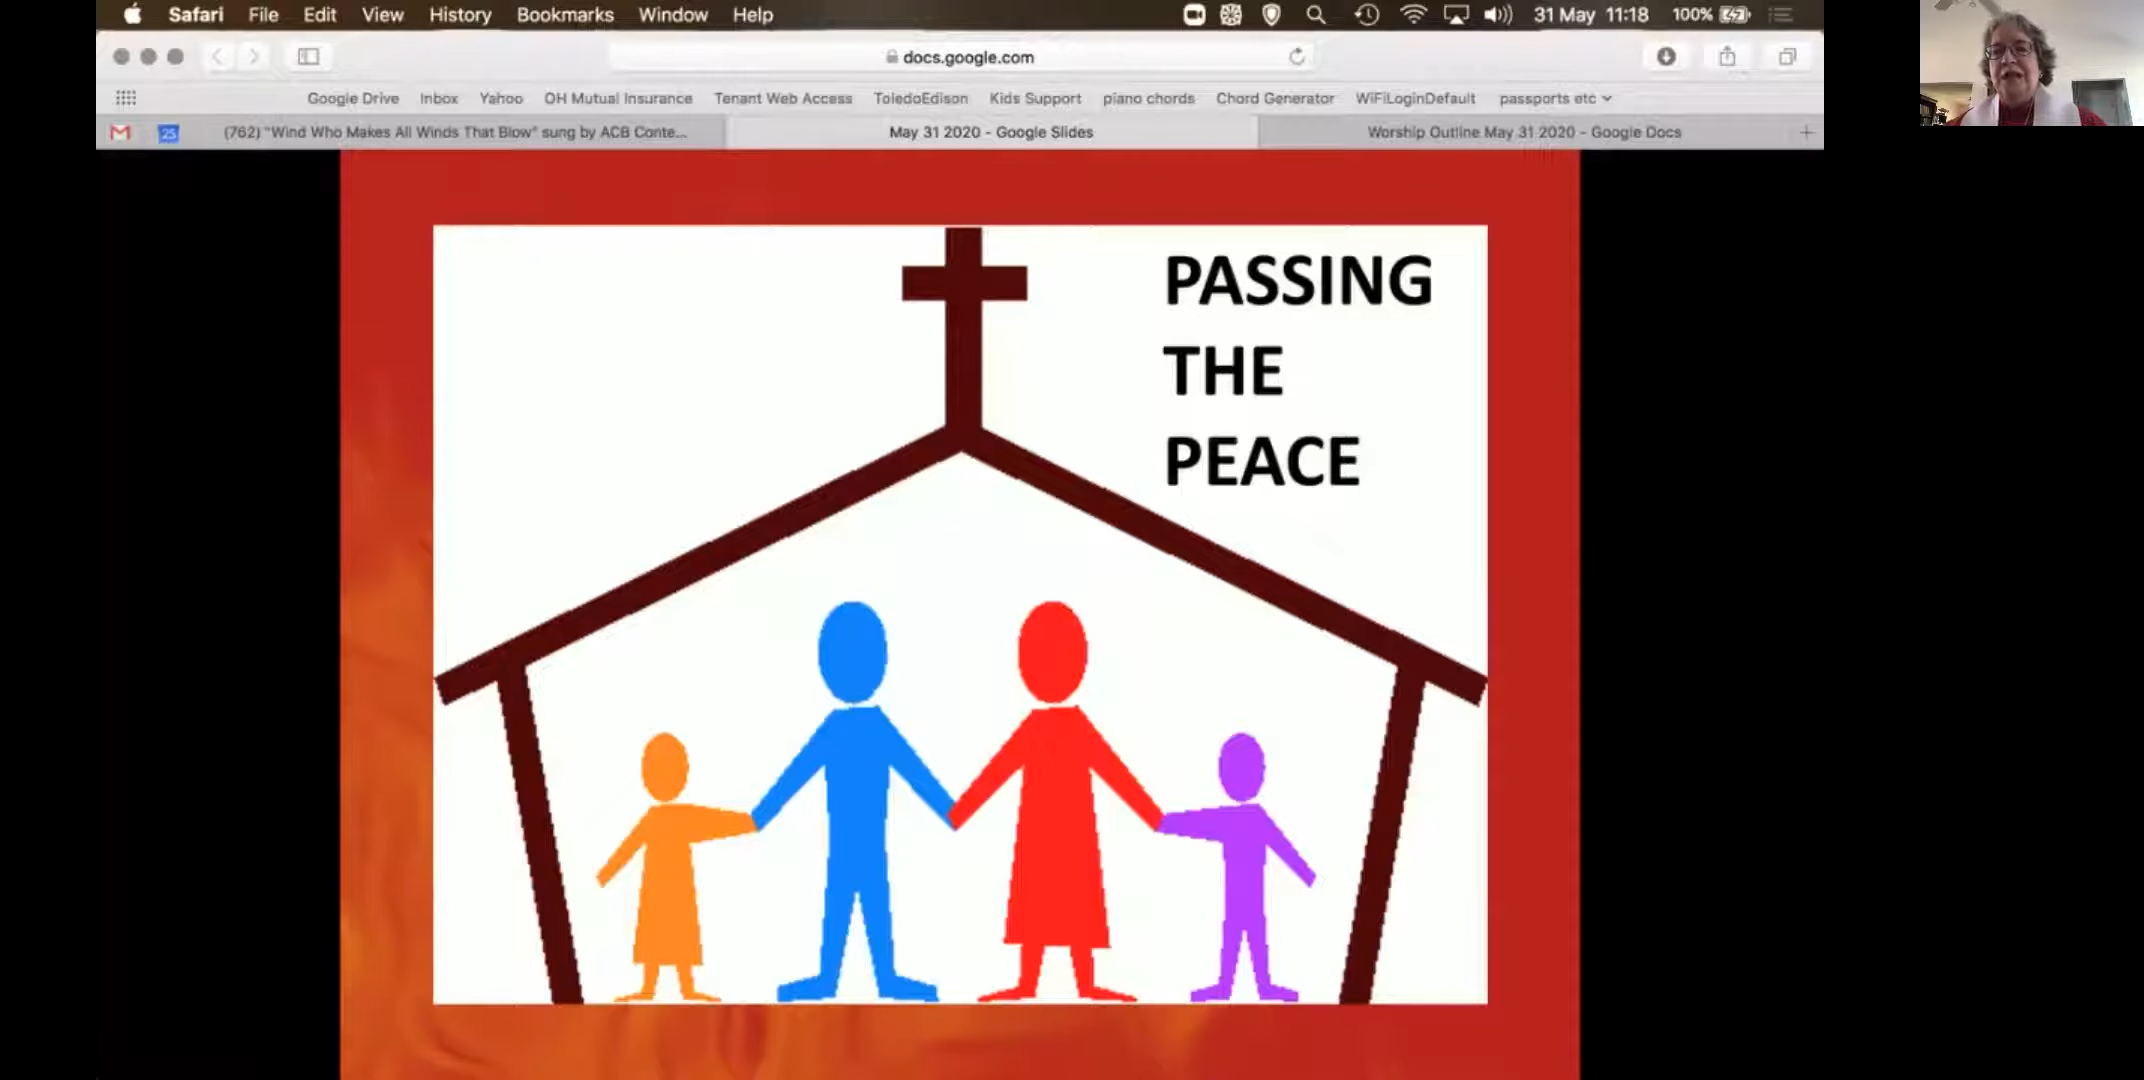 Safari File Edit View History Bookmarks Window Help 31 May 11:18 100%
docs.google.com
Google Drive Inbox Yahoo OH Mutual Insurance Tenant Web Access ToledoEdison Kids Support piano chords Chord Generator WiFiLoginDefault passports etc
25 (762) "Wind Who Makes All Winds That Blow" sung by ACB Conte... May 31 2020 - Google Slides Worship Outline May 31 2020 - Google Docs
PASSING
THE
PEACE